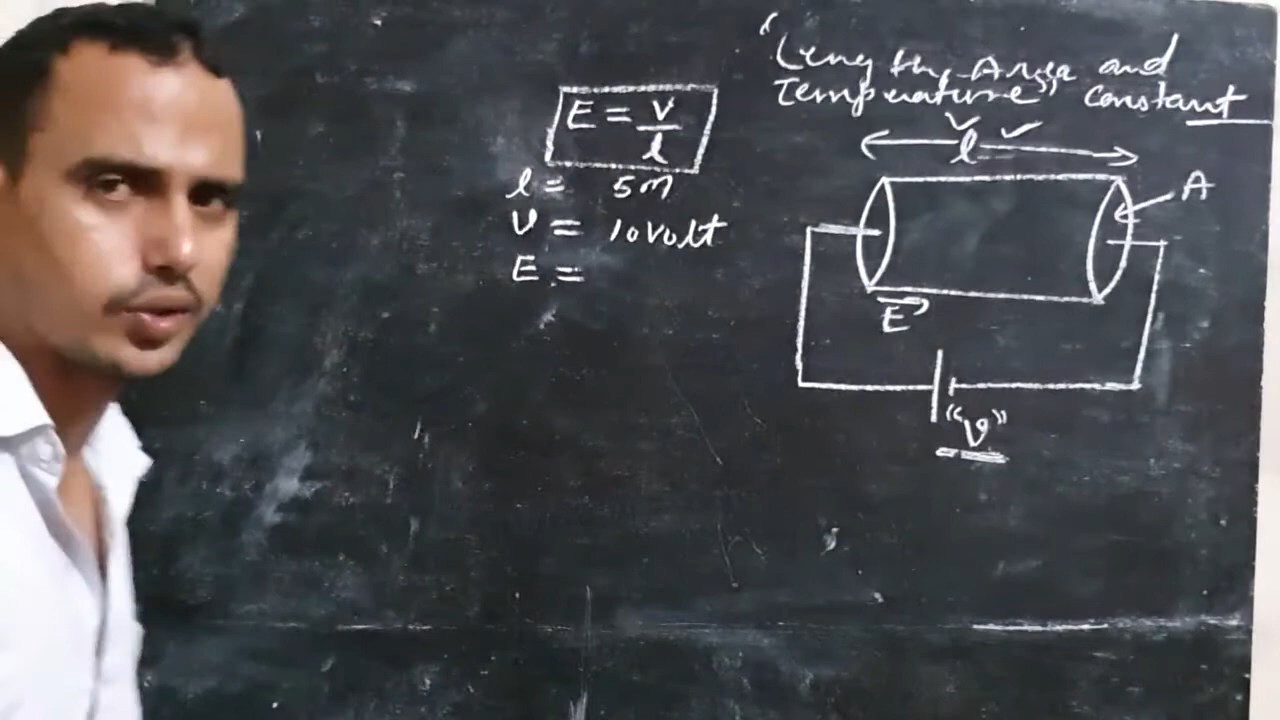 "Length, Area and
Temperature" constant
E = V/l
l = 5m
V = 10 volt
E =
l
A
E
"V"